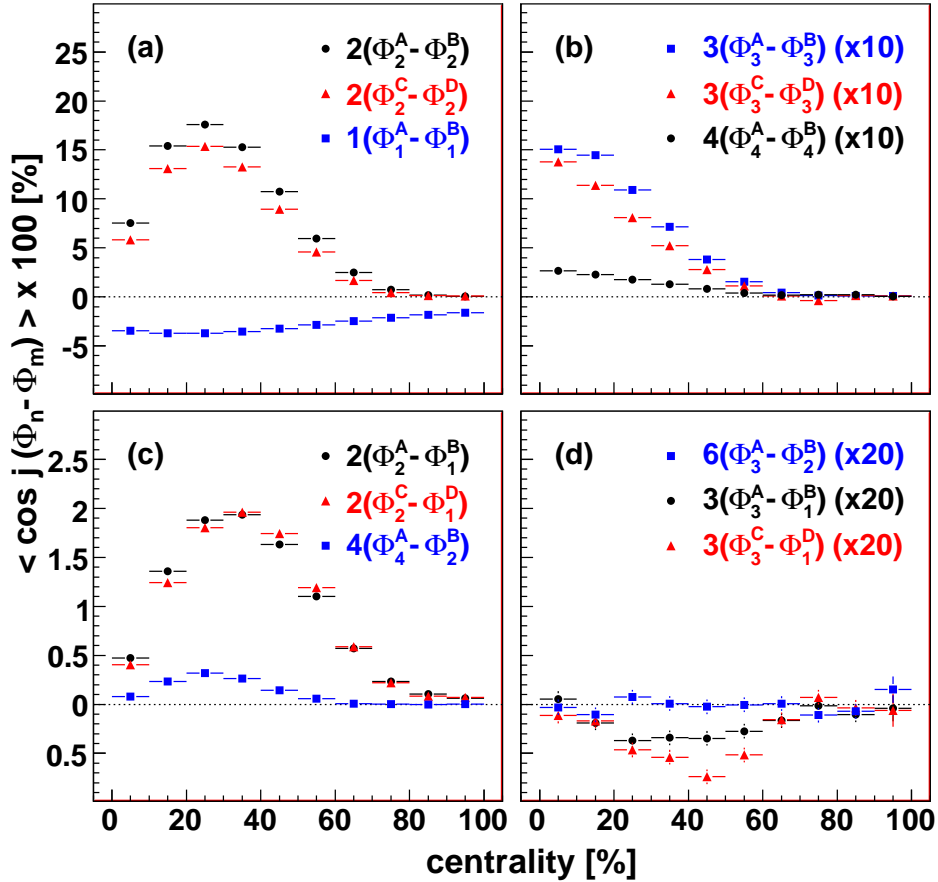 (a)
2(Φ₂ᴬ-Φ₂ᴮ)
2(Φ₂ᶜ-Φ₂ᴰ)
1(Φ₁ᴬ-Φ₁ᴮ)
25
20
15
10
5
0
-5
(b)
3(Φ₃ᴬ-Φ₃ᴮ) (x10)
3(Φ₃ᶜ-Φ₃ᴰ) (x10)
4(Φ₄ᴬ-Φ₄ᴮ) (x10)
< cos j (Φₙ-Φₘ) > x 100 [%]
(c)
2(Φ₂ᴬ-Φ₁ᴮ)
2(Φ₂ᶜ-Φ₁ᴰ)
4(Φ₄ᴬ-Φ₂ᴮ)
2.5
2
1.5
1
0.5
0
0.5
0 20 40 60 80 100
(d)
6(Φ₃ᴬ-Φ₂ᴮ) (x20)
3(Φ₃ᴬ-Φ₁ᴮ) (x20)
3(Φ₃ᶜ-Φ₁ᴰ) (x20)
0 20 40 60 80 100
centrality [%]